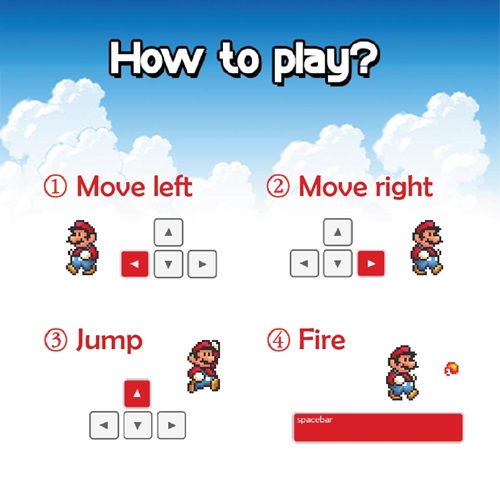 How to play?
① Move left
② Move right
③ Jump
④ Fire
spacebar